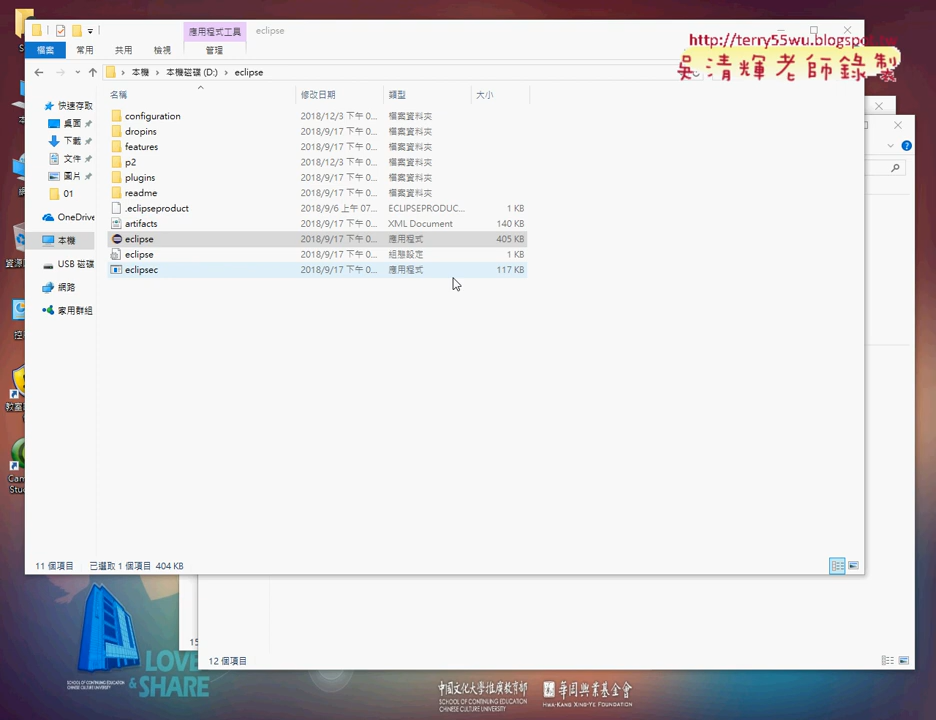 應用程式工具
eclipse
檔案
常用
共用
檢視
管理
http://terry55wu.blogspot.tw
吳清輝老師錄製
本機 › 本機磁碟 (D:) › eclipse
名稱
修改日期
類型
大小
快速存取
桌面
下載
文件
圖片
01
OneDrive
本機
USB 磁碟
網路
家用群組
configuration 2018/12/3 下午 0... 檔案資料夾
dropins 2018/9/17 下午 0... 檔案資料夾
features 2018/9/17 下午 0... 檔案資料夾
p2 2018/12/3 下午 0... 檔案資料夾
plugins 2018/9/17 下午 0... 檔案資料夾
readme 2018/9/17 下午 0... 檔案資料夾
.eclipseproduct 2018/9/6 上午 07... ECLIPSEPRODUC... 1 KB
artifacts 2018/9/17 下午 0... XML Document 140 KB
eclipse 2018/9/17 下午 0... 應用程式 405 KB
eclipse 2018/9/17 下午 0... 組態設定 1 KB
eclipsec 2018/9/17 下午 0... 應用程式 117 KB
11 個項目 已選取 1 個項目 404 KB
15
12 個項目
LOVE
& SHARE
SCHOOL OF CONTINUING EDUCATION
CHINESE CULTURE UNIVERSITY
中國文化大學推廣教育部
SCHOOL OF CONTINUING EDUCATION
CHINESE CULTURE UNIVERSITY
華岡興業基金會
HWA-KANG XING-YE FOUNDATION